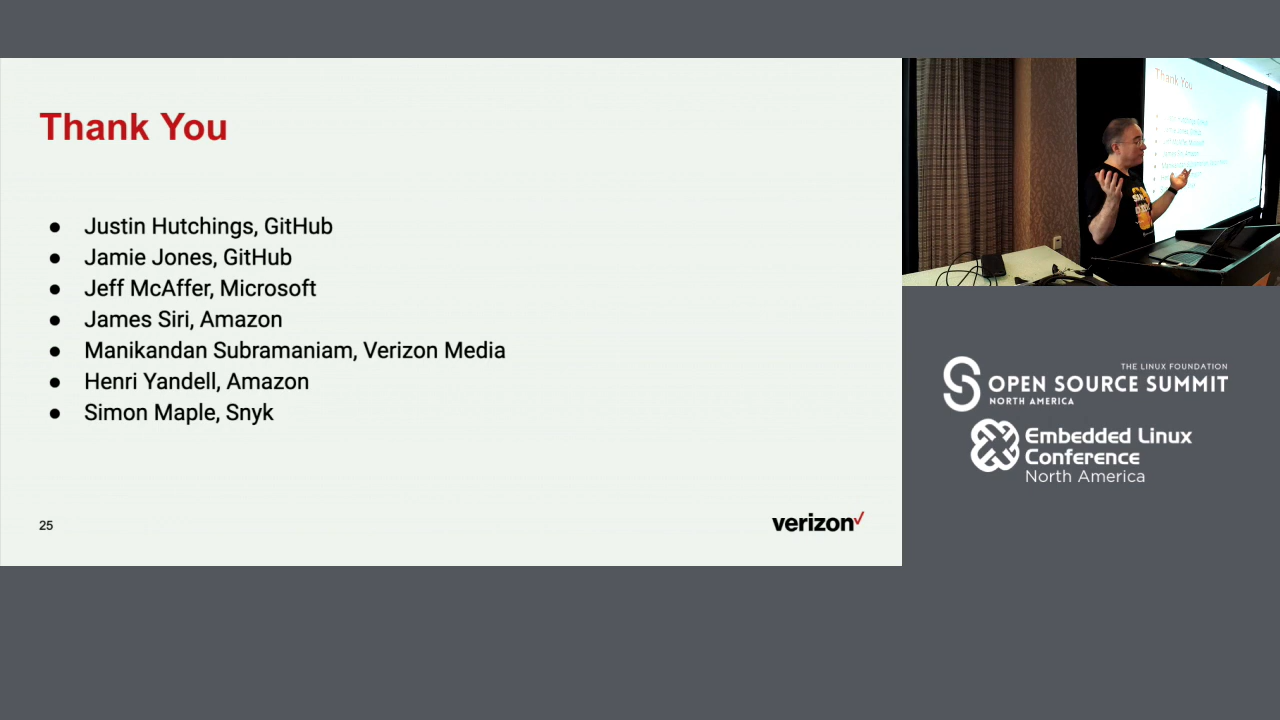 Thank You
● Justin Hutchings, GitHub
● Jamie Jones, GitHub
● Jeff McAffer, Microsoft
● James Siri, Amazon
● Manikandan Subramaniam, Verizon Media
● Henri Yandell, Amazon
● Simon Maple, Snyk
25
verizon✓
Thank You
THE LINUX FOUNDATION
OPEN SOURCE SUMMIT
NORTH AMERICA
Embedded Linux
Conference
North America